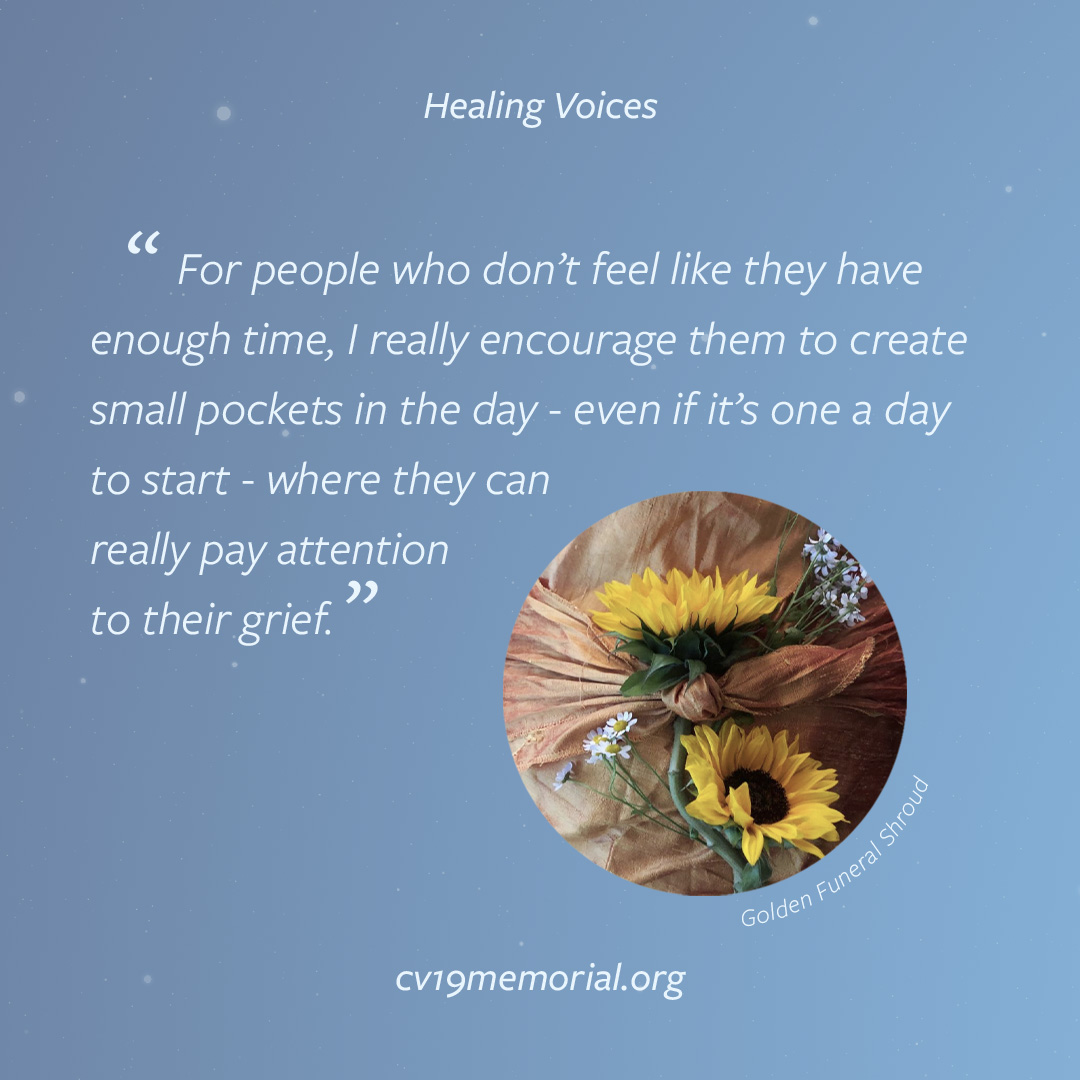 Healing Voices
“ For people who don’t feel like they have
enough time, I really encourage them to create
small pockets in the day - even if it’s one a day
to start - where they can
really pay attention
to their grief. ”
Golden Funeral Shroud
cv19memorial.org